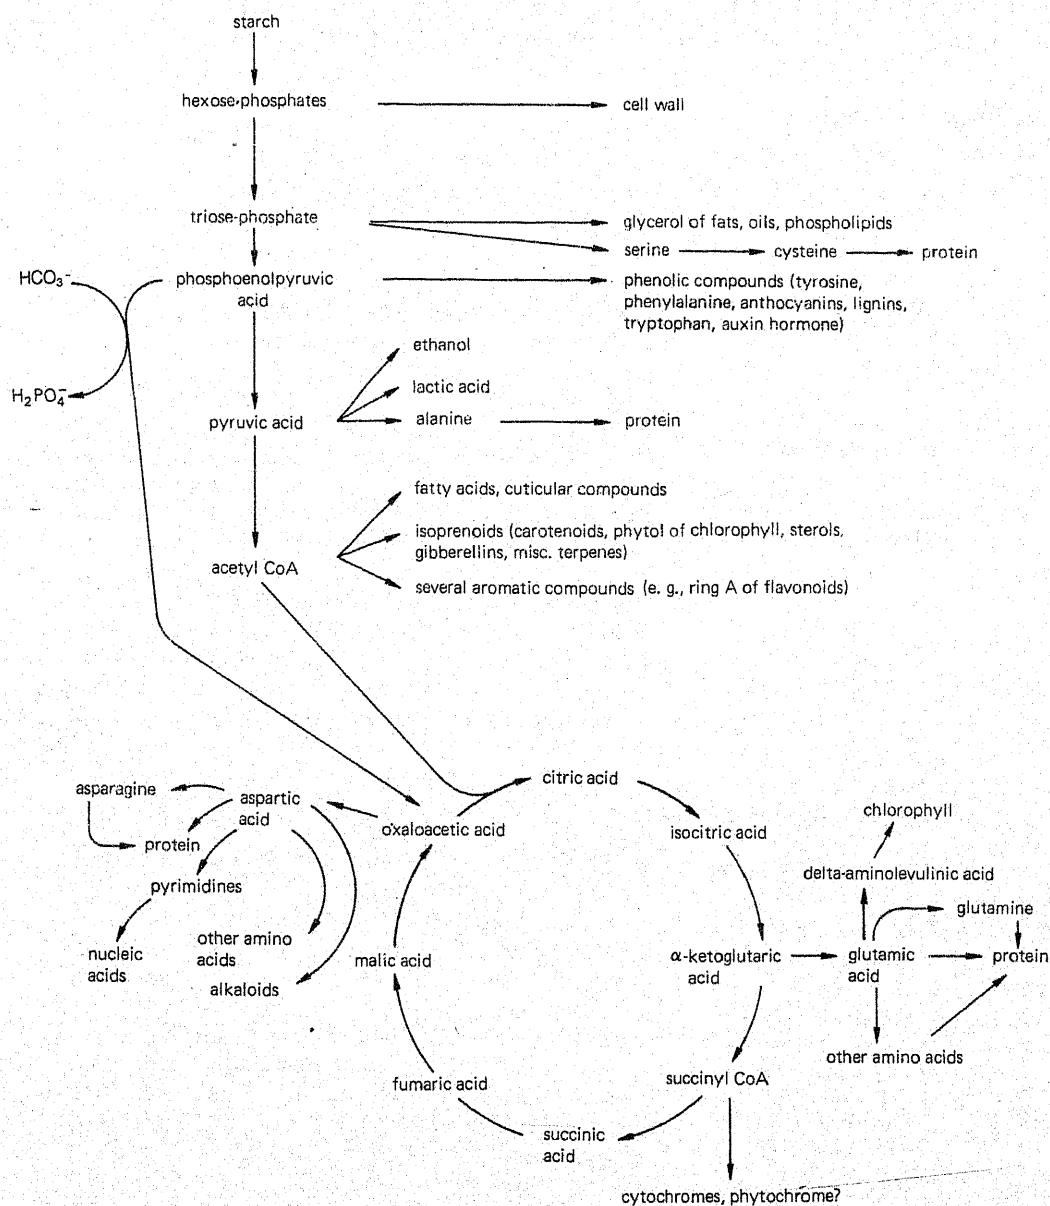 starch
hexose-phosphates
cell wall
triose-phosphate
glycerol of fats, oils, phospholipids
serine
cysteine
protein
HCO₃⁻
phosphoenolpyruvic
acid
phenolic compounds (tyrosine,
phenylalanine, anthocyanins, lignins,
tryptophan, auxin hormone)
ethanol
lactic acid
H₂PO₄⁻
pyruvic acid
alanine
protein
fatty acids, cuticular compounds
isoprenoids (carotenoids, phytol of chlorophyll, sterols,
gibberellins, misc. terpenes)
acetyl CoA
several aromatic compounds (e. g., ring A of flavonoids)
citric acid
asparagine
aspartic
acid
oxaloacetic acid
isocitric acid
chlorophyll
protein
delta-aminolevulinic acid
pyrimidines
glutamine
other amino
acids
nucleic
acids
malic acid
α-ketoglutaric
acid
glutamic
acid
protein
alkaloids
other amino acids
fumaric acid
succinyl CoA
succinic
acid
cytochromes, phytochrome?